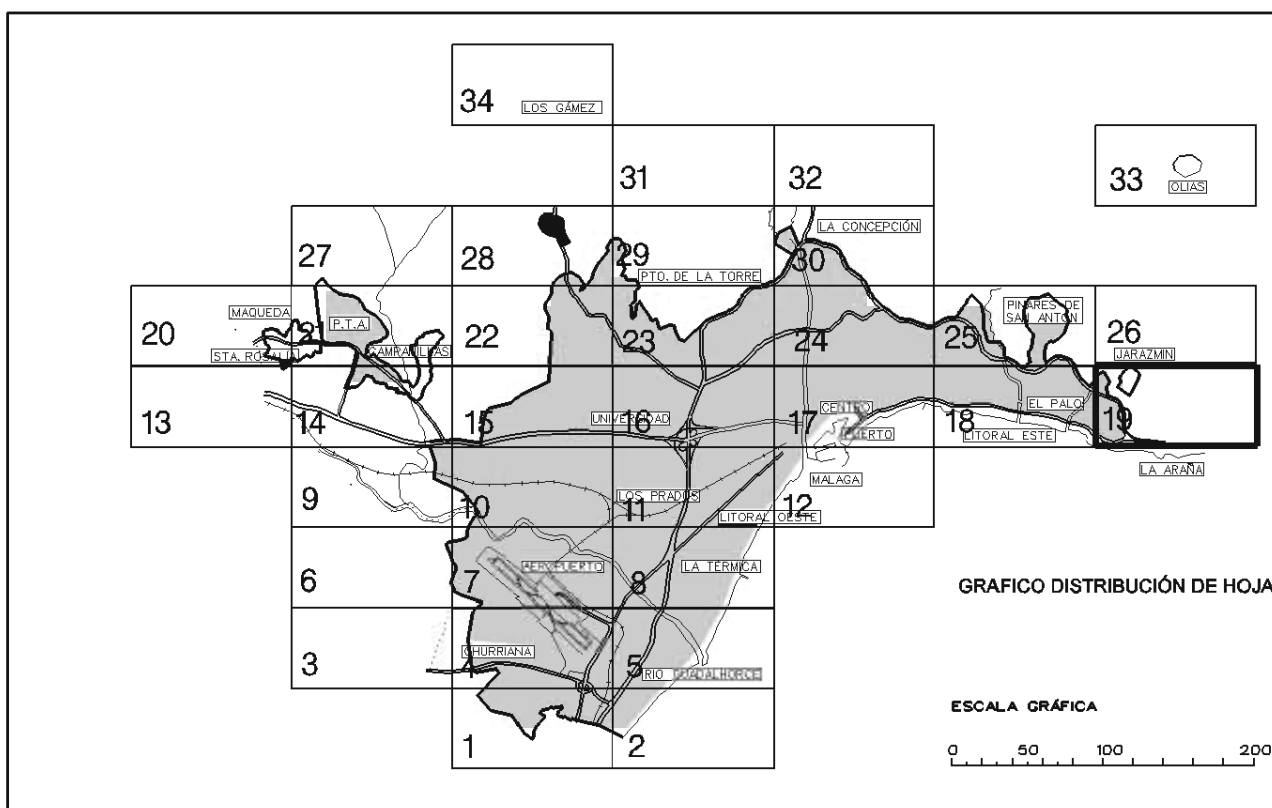 34 LOS GÁMEZ
31 32 33
OLIAS
LA CONCEPCIÓN
27 28 29 30
PTO. DE LA TORRE
MAQUEDA P.T.A. PINARES DE
SAN ANTÓN
20 22 23 24 25 26
STA. ROSALIA CAMPANILLAS JARAZMIN
13 14 15 16 17 18 19
UNIVERSIDAD CENTRO EL PALO
PUERTO LITORAL ESTE
MALAGA LA ARAÑA
9 10 11 12
LOS PRADOS
LITORAL OESTE
6 7 8
AEROPUERTO LA TÉRMICA
GRAFICO DISTRIBUCIÓN DE HOJA
3 5
CHURRIANA RIO GUADALHORCE
ESCALA GRÁFICA
1 2
0 50 100 200